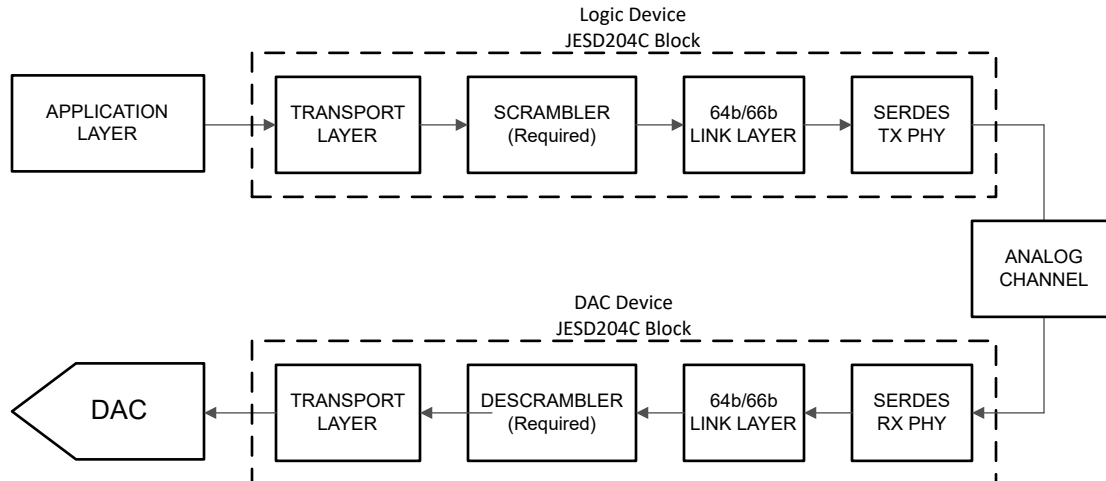 Logic Device
JESD204C Block
APPLICATION
LAYER
TRANSPORT
LAYER
SCRAMBLER
(Required)
64b/66b
LINK LAYER
SERDES
TX PHY
ANALOG
CHANNEL
DAC Device
JESD204C Block
DAC
TRANSPORT
LAYER
DESCRAMBLER
(Required)
64b/66b
LINK LAYER
SERDES
RX PHY